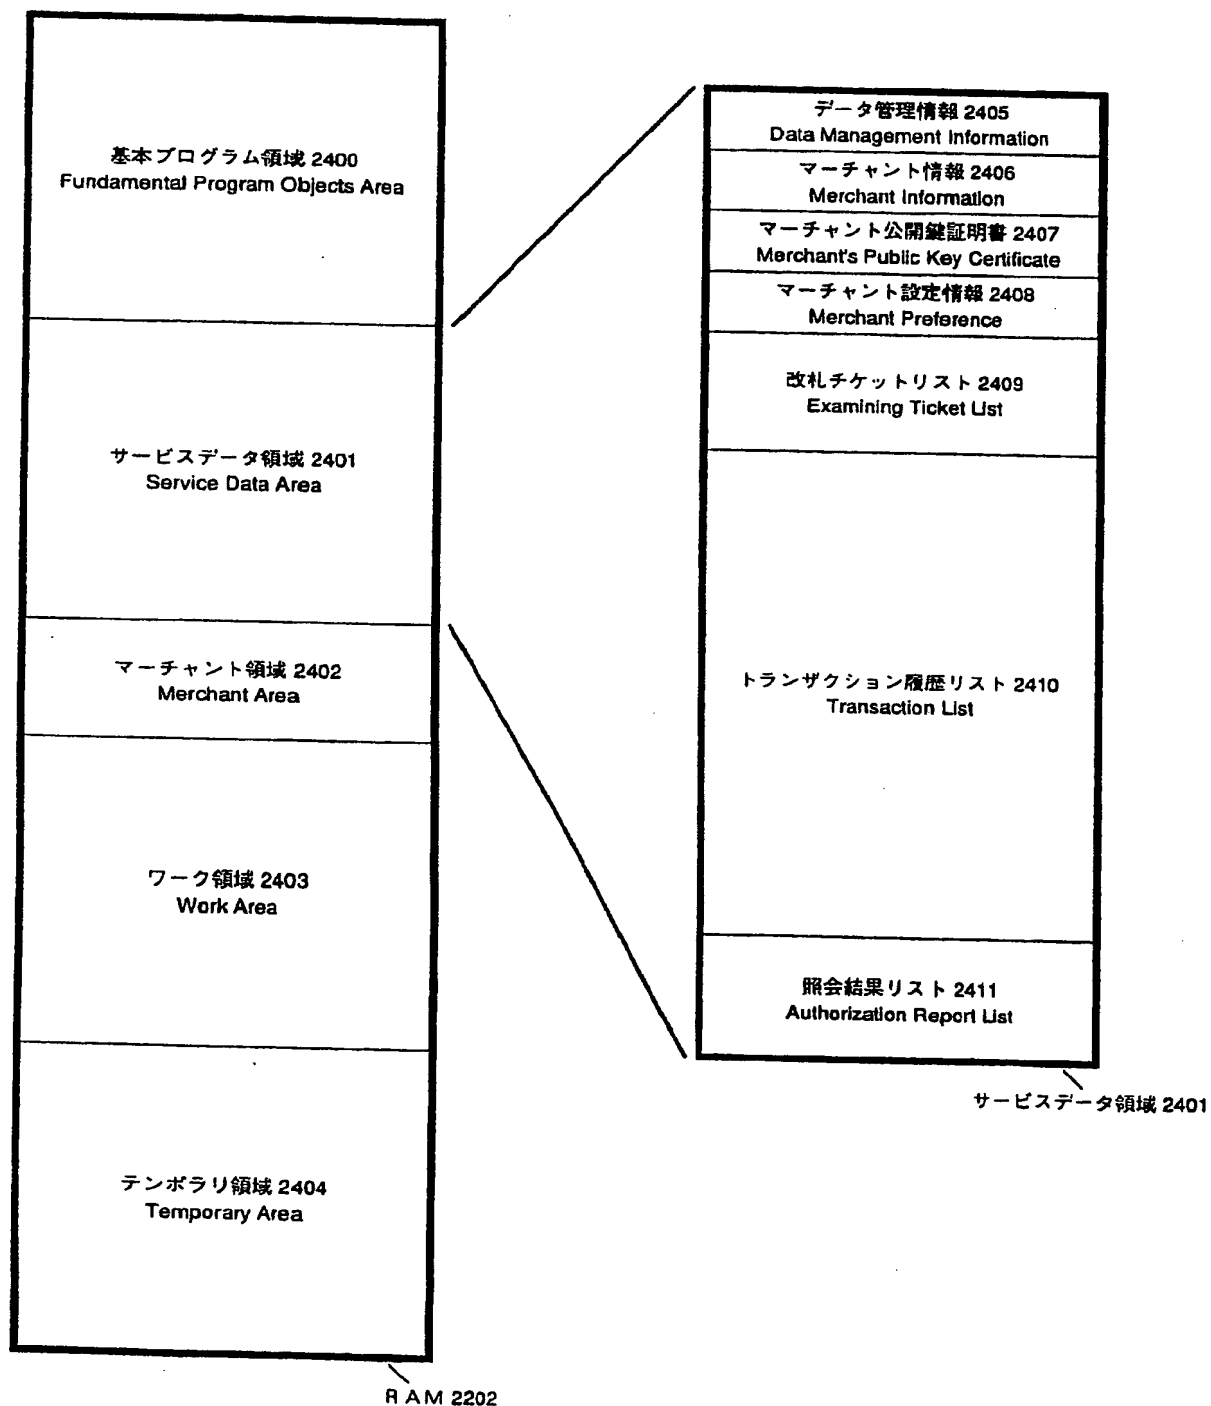 基本プログラム領域 2400
Fundamental Program Objects Area
サービスデータ領域 2401
Service Data Area
マーチャント領域 2402
Merchant Area
ワーク領域 2403
Work Area
テンポラリ領域 2404
Temporary Area
RAM 2202
データ管理情報 2405
Data Management Information
マーチャント情報 2406
Merchant Information
マーチャント公開鍵証明書 2407
Merchant's Public Key Certificate
マーチャント設定情報 2408
Merchant Preference
改札チケットリスト 2409
Examining Ticket List
トランザクション履歴リスト 2410
Transaction List
照会結果リスト 2411
Authorization Report List
サービスデータ領域 2401